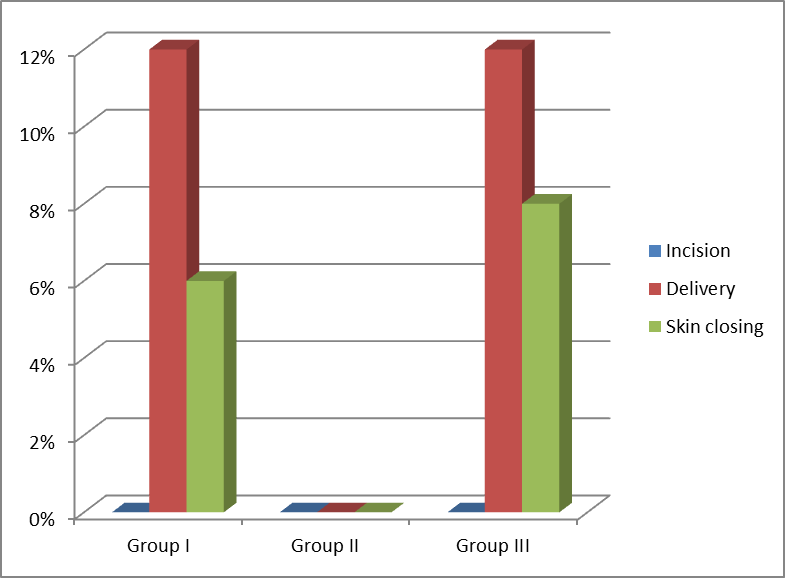 12%
10%
8%
6%
4%
2%
0%
Group I
Group II
Group III
Incision
Delivery
Skin closing